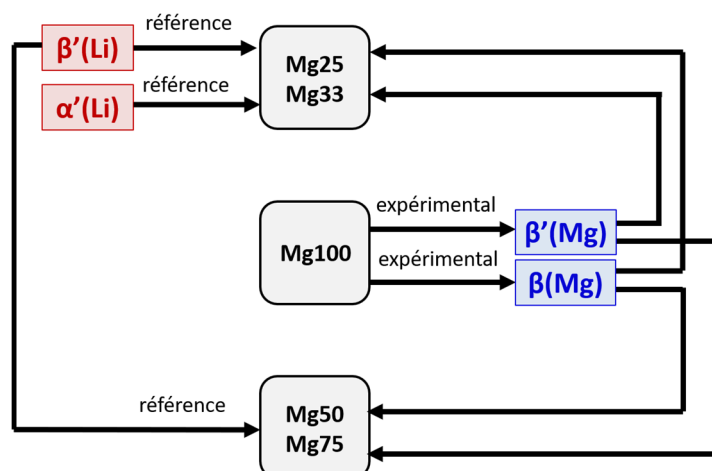 référence
β’(Li)
référence
α’(Li)
Mg25
Mg33
expérimental
β’(Mg)
Mg100
expérimental
β(Mg)
référence
Mg50
Mg75